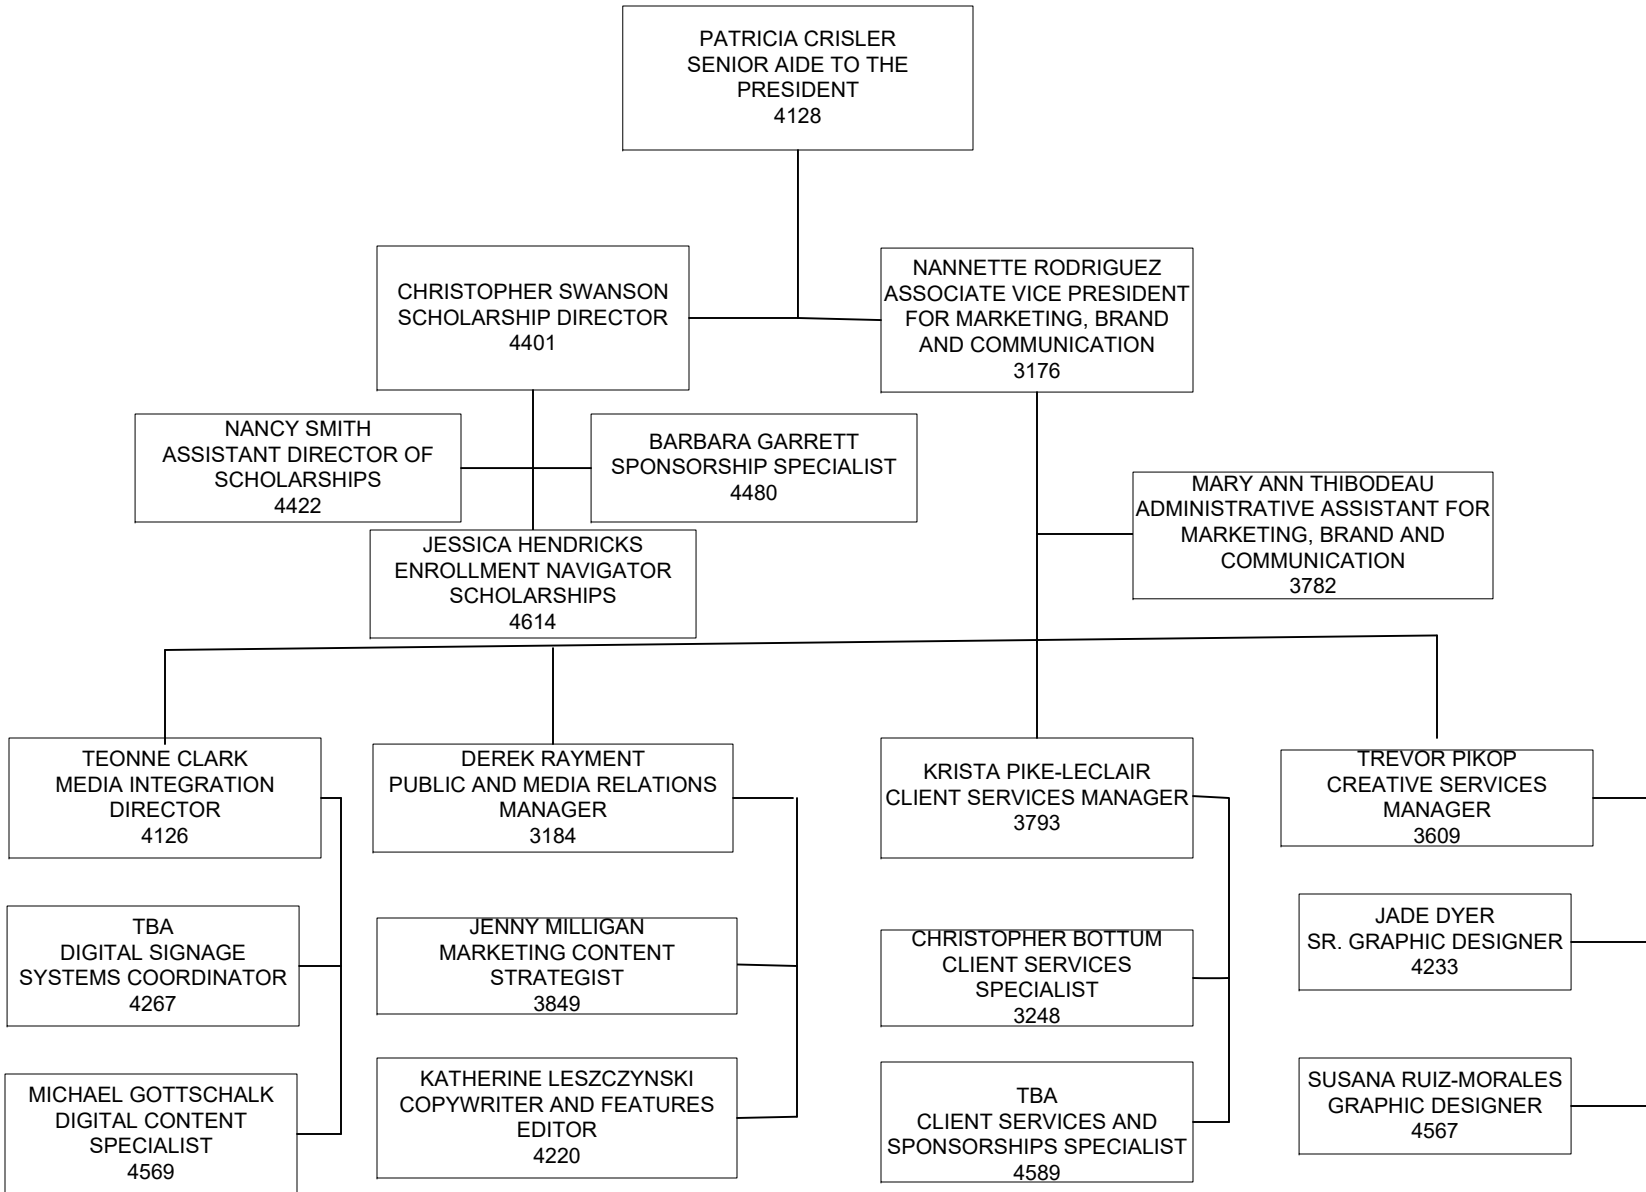 PATRICIA CRISLER
SENIOR AIDE TO THE
PRESIDENT
4128
CHRISTOPHER SWANSON
SCHOLARSHIP DIRECTOR
4401
NANNETTE RODRIGUEZ
ASSOCIATE VICE PRESIDENT
FOR MARKETING, BRAND
AND COMMUNICATION
3176
NANCY SMITH
ASSISTANT DIRECTOR OF
SCHOLARSHIPS
4422
BARBARA GARRETT
SPONSORSHIP SPECIALIST
4480
MARY ANN THIBODEAU
ADMINISTRATIVE ASSISTANT FOR
MARKETING, BRAND AND
COMMUNICATION
3782
JESSICA HENDRICKS
ENROLLMENT NAVIGATOR
SCHOLARSHIPS
4614
TEONNE CLARK
MEDIA INTEGRATION
DIRECTOR
4126
DEREK RAYMENT
PUBLIC AND MEDIA RELATIONS
MANAGER
3184
KRISTA PIKE-LECLAIR
CLIENT SERVICES MANAGER
3793
TREVOR PIKOP
CREATIVE SERVICES
MANAGER
3609
TBA
DIGITAL SIGNAGE
SYSTEMS COORDINATOR
4267
JENNY MILLIGAN
MARKETING CONTENT
STRATEGIST
3849
CHRISTOPHER BOTTUM
CLIENT SERVICES
SPECIALIST
3248
JADE DYER
SR. GRAPHIC DESIGNER
4233
MICHAEL GOTTSCHALK
DIGITAL CONTENT
SPECIALIST
4569
KATHERINE LESZCZYNSKI
COPYWRITER AND FEATURES
EDITOR
4220
TBA
CLIENT SERVICES AND
SPONSORSHIPS SPECIALIST
4589
SUSANA RUIZ-MORALES
GRAPHIC DESIGNER
4567